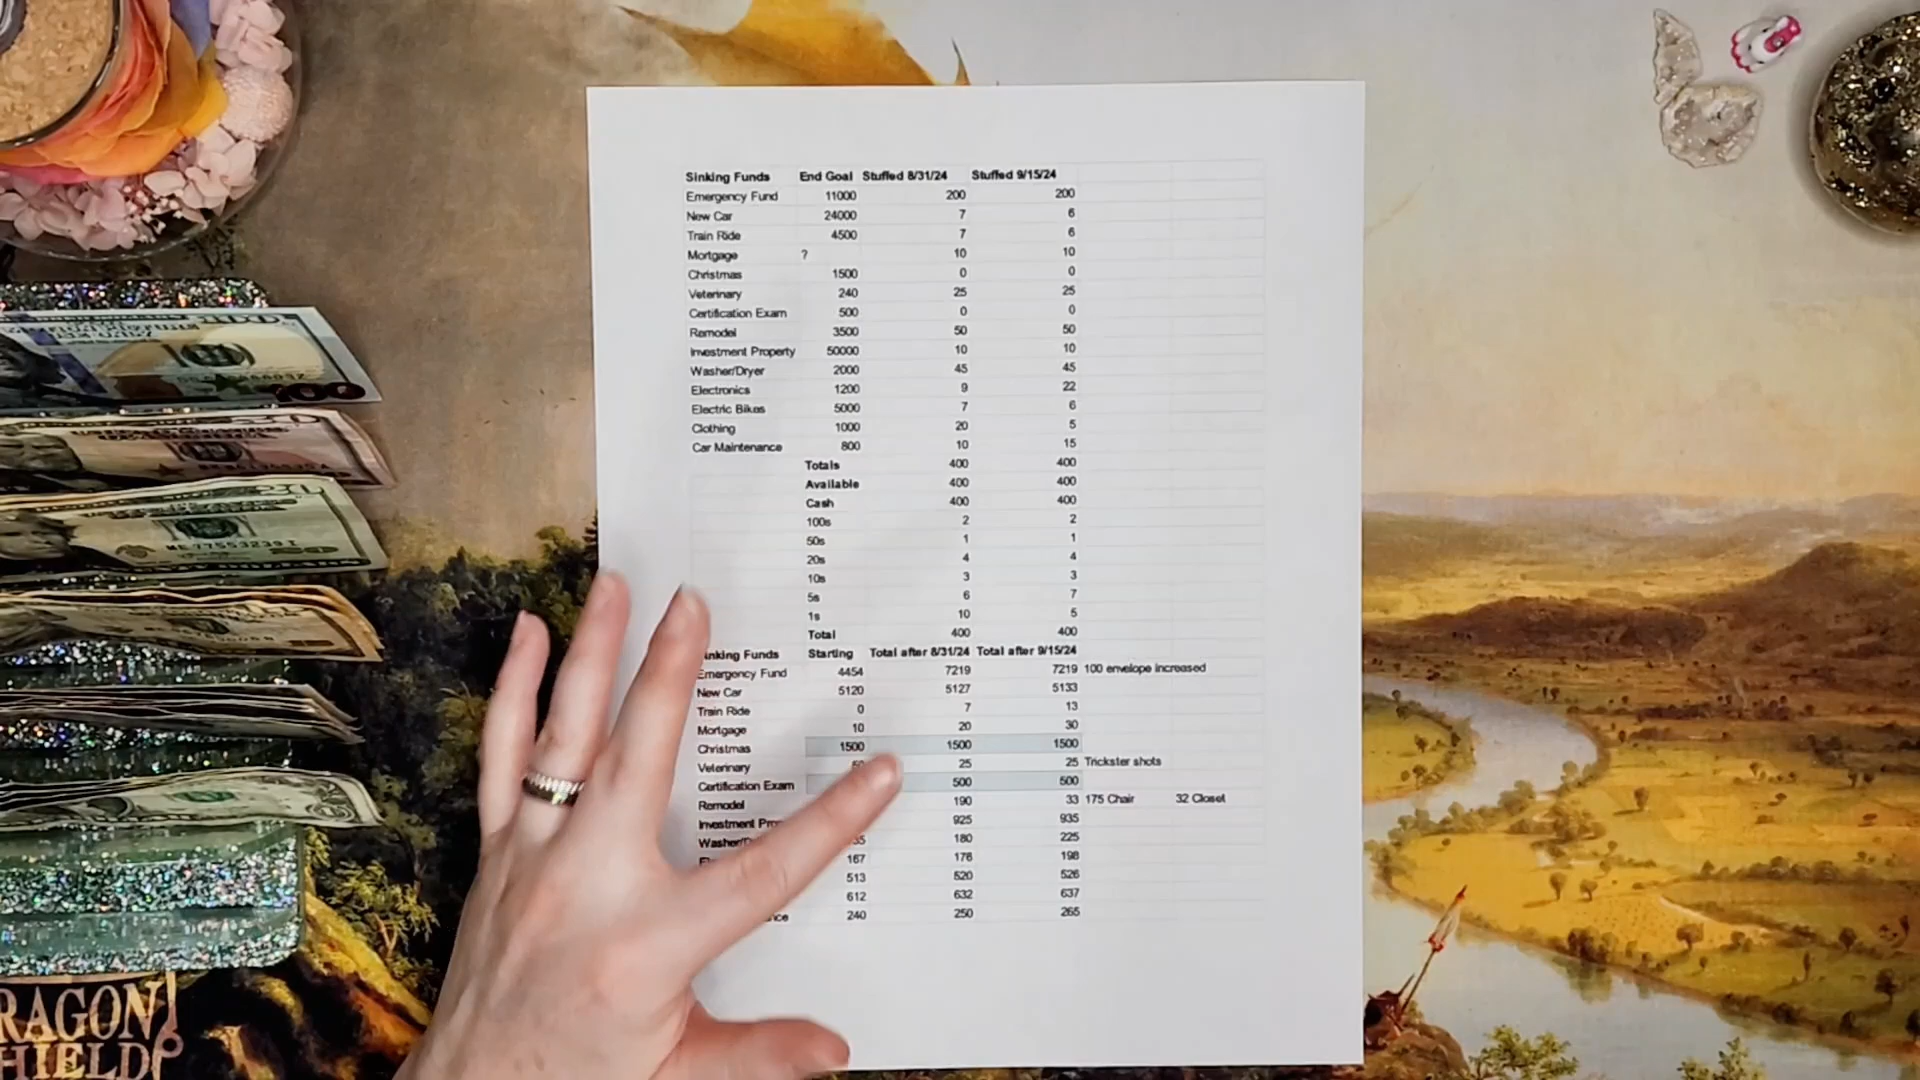 Sinking Funds End Goal Stuffed 8/31/24 Stuffed 9/15/24
Emergency Fund 11000 200 200
New Car 24000 7 6
Train Ride 4500 7 6
Mortgage ? 10 10
Christmas 1500 0 0
Veterinary 240 25 25
Certification Exam 500 0 0
Remodel 3500 50 50
Investment Property 50000 10 10
Washer/Dryer 2000 45 45
Electronics 1200 9 22
Electric Bikes 5000 7 6
Clothing 1000 20 5
Car Maintenance 800 10 15
Totals 400 400
Available 400 400
Cash 400 400
100s 2 2
50s 1 1
20s 4 4
10s 3 3
5s 6 7
1s 10 5
Total 400 400
inking Funds Starting Total after 8/31/24 Total after 9/15/24
Emergency Fund 4454 7219 7219 100 envelope increased
New Car 5120 5127 5133
Train Ride 0 7 13
Mortgage 10 20 30
Christmas 1500 1500 1500
Veterinary 25 25 Trickster shots
Certification Exam 500 500
Remodel 190 33 175 Chair 32 Closet
Investment Prop 925 935
Washer/D 180 225
167 176 198
513 520 526
612 632 637
nce 240 250 265
RAGON
HIELD
100